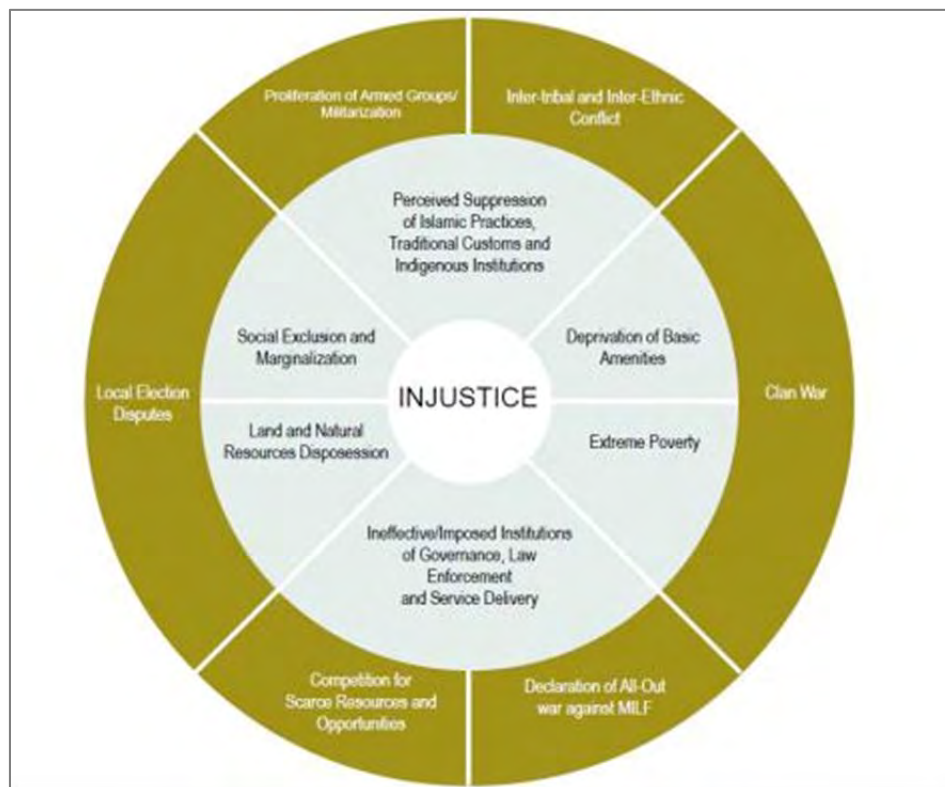 Proliferation of Armed Groups/
Militarization
Inter-tribal and Inter-Ethnic
Conflict
Perceived Suppression
of Islamic Practices,
Traditional Customs and
Indigenous Institutions
Social Exclusion and
Marginalization
Deprivation of Basic
Amenities
Local Election
Disputes
INJUSTICE
Clan War
Land and Natural
Resources Disposession
Extreme Poverty
Ineffective/Imposed Institutions
of Governance, Law
Enforcement
and Service Delivery
Competition for
Scarce Resources and
Opportunities
Declaration of All-Out
war against MILF